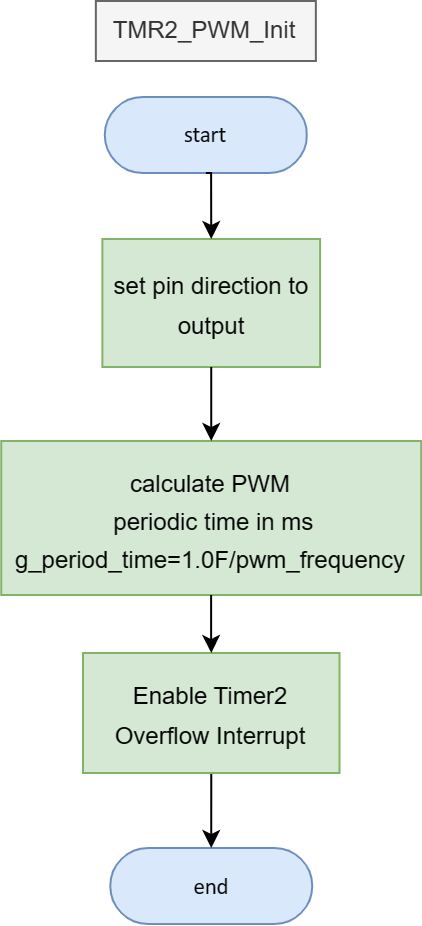 TMR2_PWM_Init
start
set pin direction to
output
calculate PWM
periodic time in ms
g_period_time=1.0F/pwm_frequency
Enable Timer2
Overflow Interrupt
end